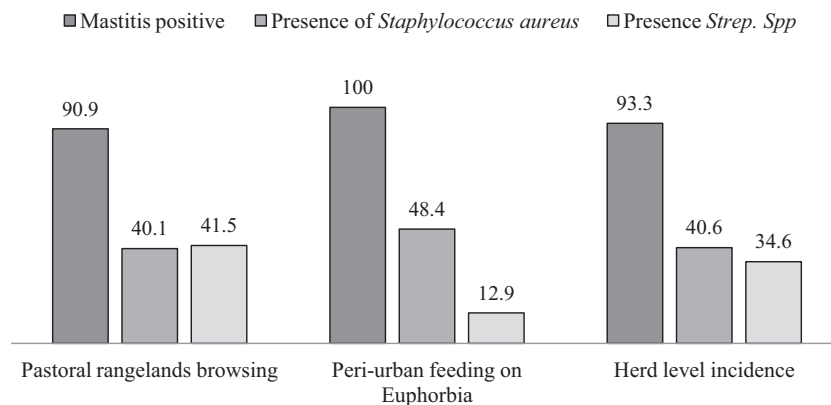 Mastitis positive Presence of Staphylococcus aureus Presence Strep. Spp
90.9 40.1 41.5 100 48.4 12.9 93.3 40.6 34.6
Pastoral rangelands browsing Peri-urban feeding on Euphorbia Herd level incidence